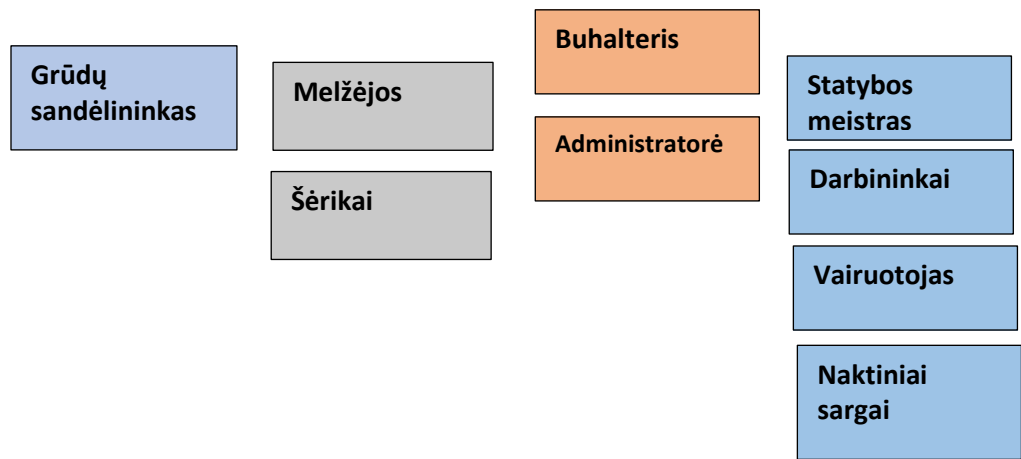 Grūdų
sandėlininkas
Melžėjos
Šėrikai
Buhalteris
Administratorė
Statybos
meistras
Darbininkai
Vairuotojas
Naktiniai
sargai